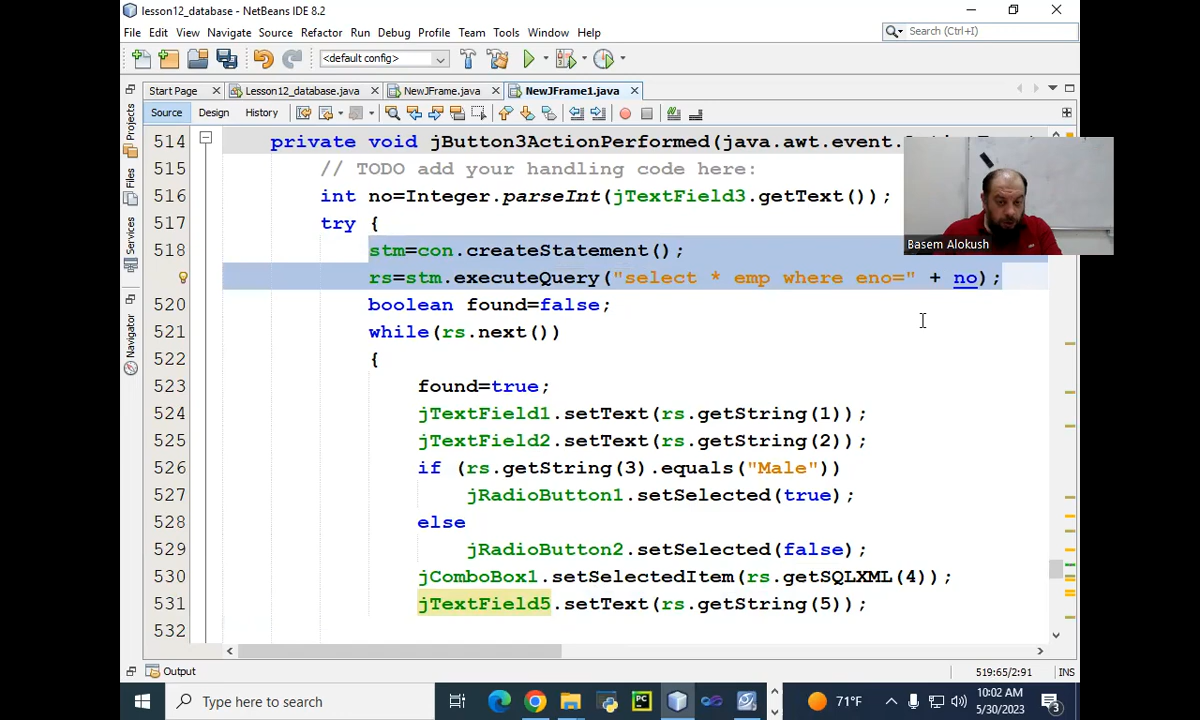 lesson12_database - NetBeans IDE 8.2
File Edit View Navigate Source Refactor Run Debug Profile Team Tools Window Help
Search (Ctrl+I)
<default config>
Start Page Lesson12_database.java NewJFrame.java NewJFrame1.java
Source Design History
Projects
Files
Services
Navigator
514 private void jButton3ActionPerformed(java.awt.event.
515 // TODO add your handling code here:
516 int no=Integer.parseInt(jTextField3.getText());
517 try {
518 stm=con.createStatement();
rs=stm.executeQuery("select * emp where eno=" + no);
520 boolean found=false;
521 while(rs.next())
522 {
523 found=true;
524 jTextField1.setText(rs.getString(1));
525 jTextField2.setText(rs.getString(2));
526 if (rs.getString(3).equals("Male"))
527 jRadioButton1.setSelected(true);
528 else
529 jRadioButton2.setSelected(false);
530 jComboBox1.setSelectedItem(rs.getSQLXML(4));
531 jTextField5.setText(rs.getString(5));
532
Basem Alokush
Output
519:65/2:91 INS
Type here to search
71°F
10:02 AM
5/30/2023
3